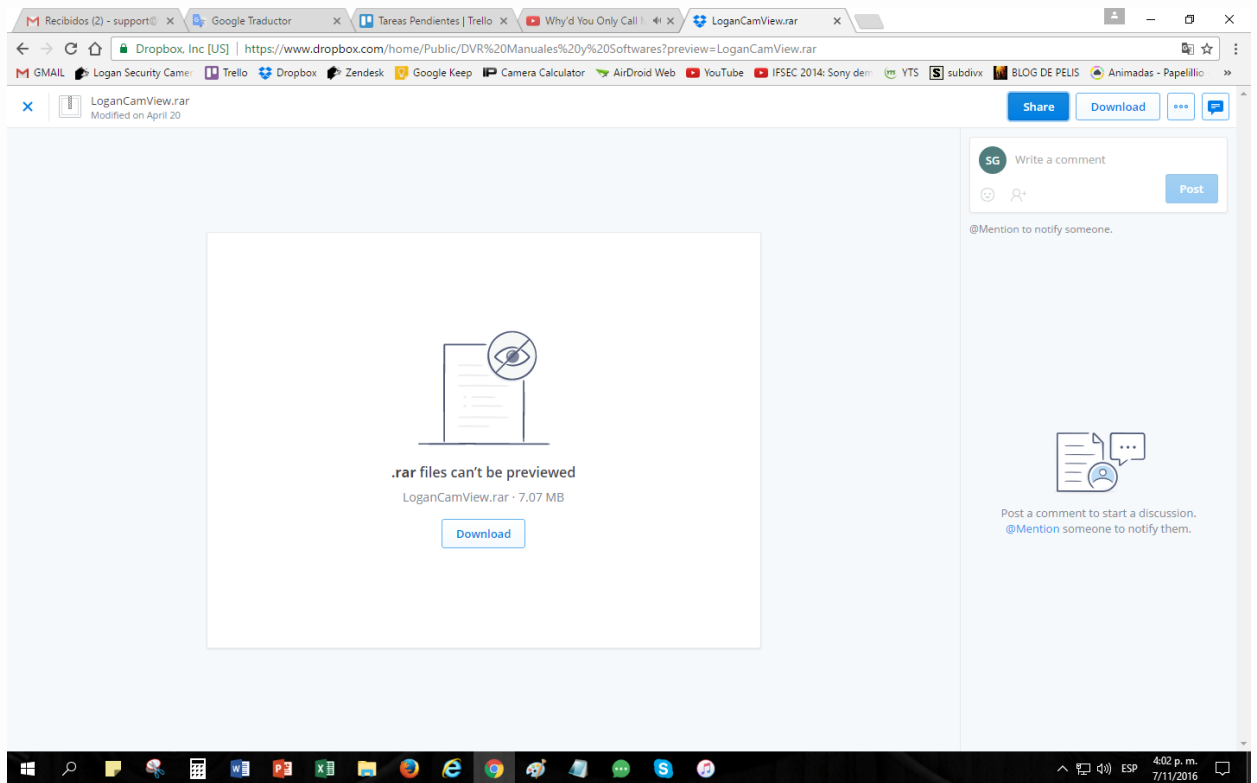 Recibidos (2) - support@
Google Traductor
Tareas Pendientes | Trello
Why'd You Only Call
LoganCamView.rar
Dropbox, Inc [US] | https://www.dropbox.com/home/Public/DVR%20Manuales%20y%20Softwares?preview=LoganCamView.rar
GMAIL
Logan Security Camer
Trello
Dropbox
Zendesk
Google Keep
IP Camera Calculator
AirDroid Web
YouTube
IFSEC 2014: Sony dem
YTS
S subdivx
BLOG DE PELIS
Animadas - Papelillio
»
LoganCamView.rar
Modified on April 20
Share
Download
SG
Write a comment
Post
@Mention to notify someone.
.rar files can't be previewed
LoganCamView.rar · 7.07 MB
Download
Post a comment to start a discussion.
@Mention someone to notify them.
ESP
4:02 p. m.
7/11/2016